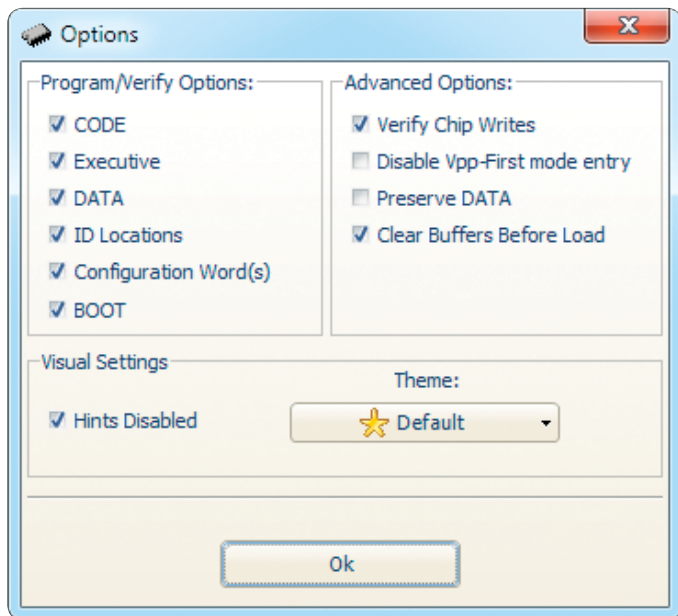 Options
Program/Verify Options:
CODE
Executive
DATA
ID Locations
Configuration Word(s)
BOOT
Advanced Options:
Verify Chip Writes
Disable Vpp-First mode entry
Preserve DATA
Clear Buffers Before Load
Visual Settings
Hints Disabled
Theme:
Default
Ok